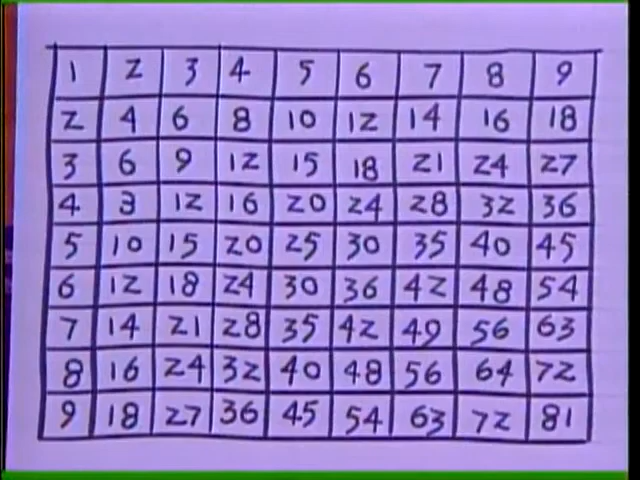 1 2 3 4 5 6 7 8 9
2 4 6 8 10 12 14 16 18
3 6 9 12 15 18 21 24 27
4 8 12 16 20 24 28 32 36
5 10 15 20 25 30 35 40 45
6 12 18 24 30 36 42 48 54
7 14 21 28 35 42 49 56 63
8 16 24 32 40 48 56 64 72
9 18 27 36 45 54 63 72 81